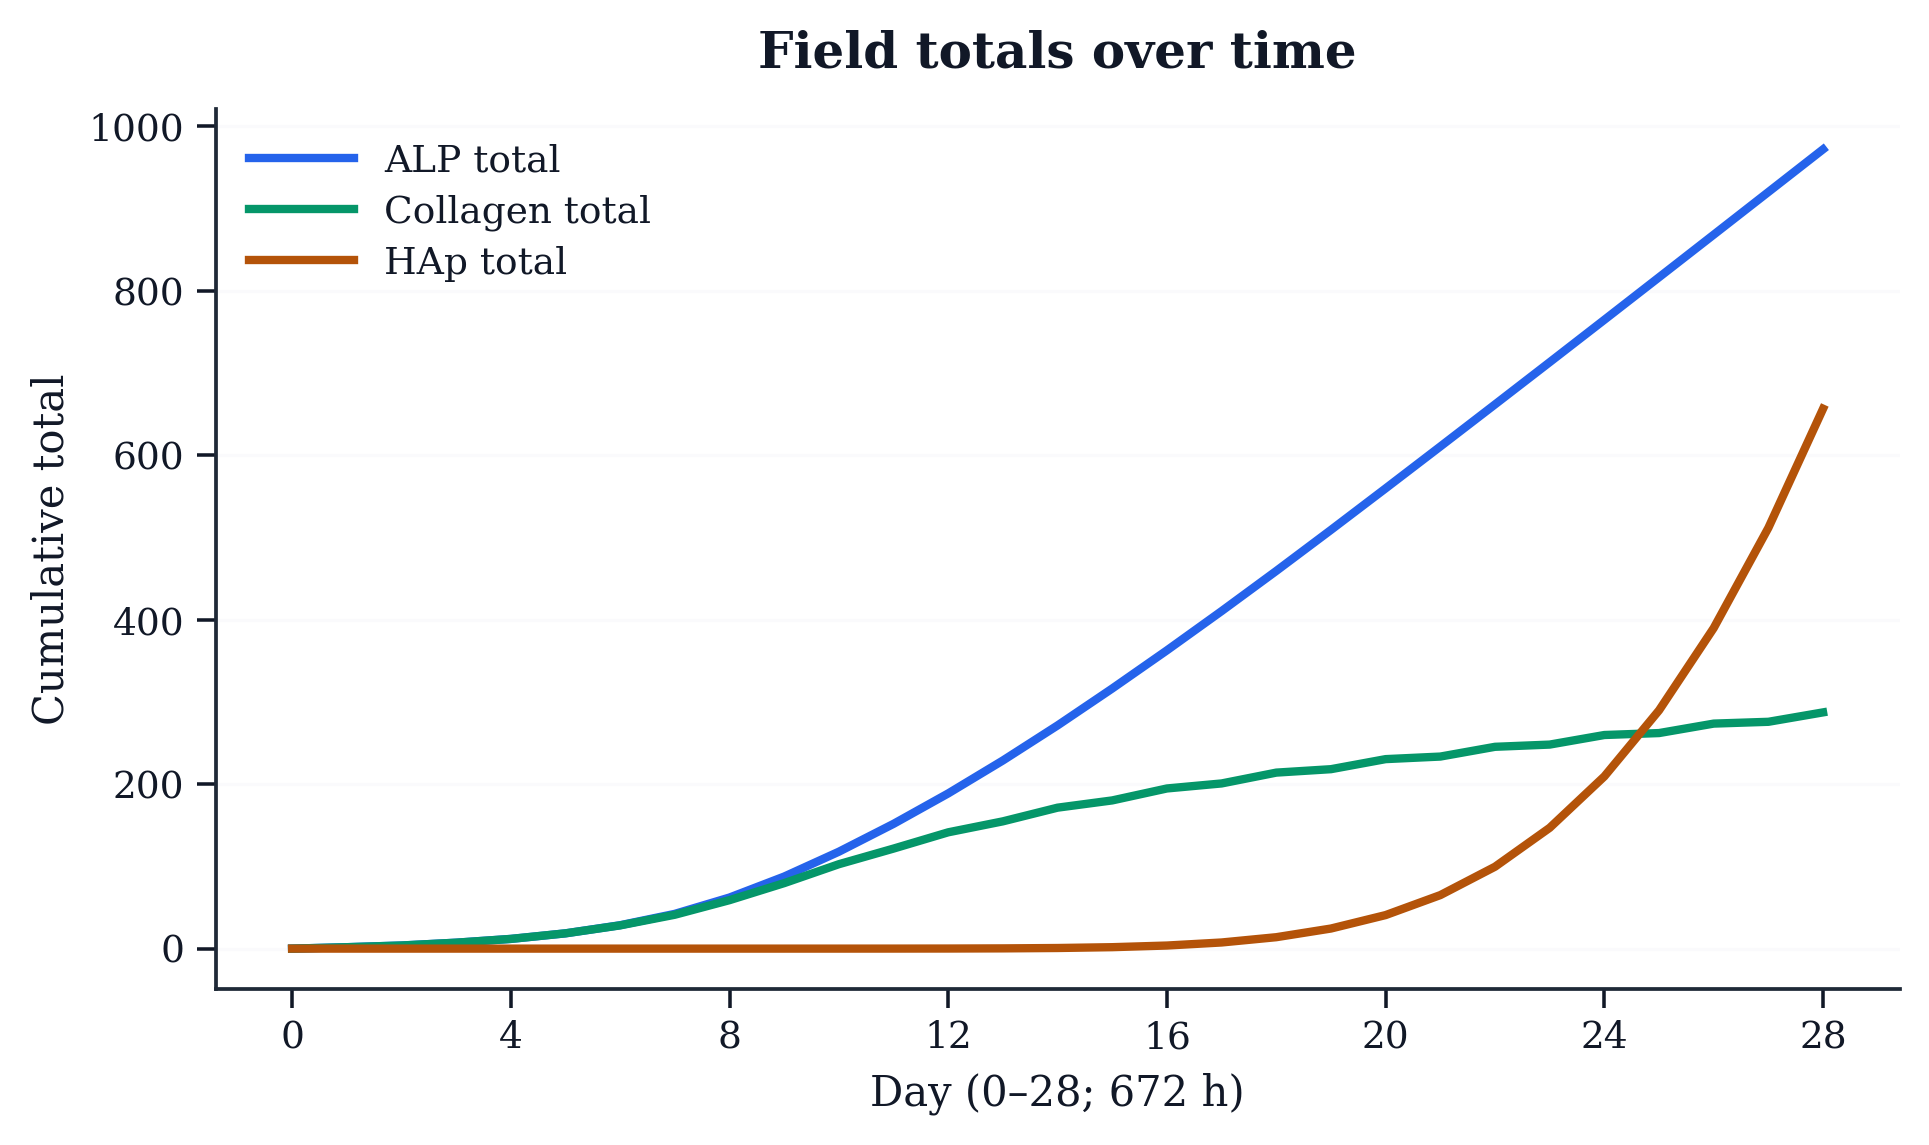 Field totals over time
1000
800
600
400
200
0
Cumulative total
ALP total
Collagen total
HAp total
0 4 8 12 16 20 24 28
Day (0–28; 672 h)